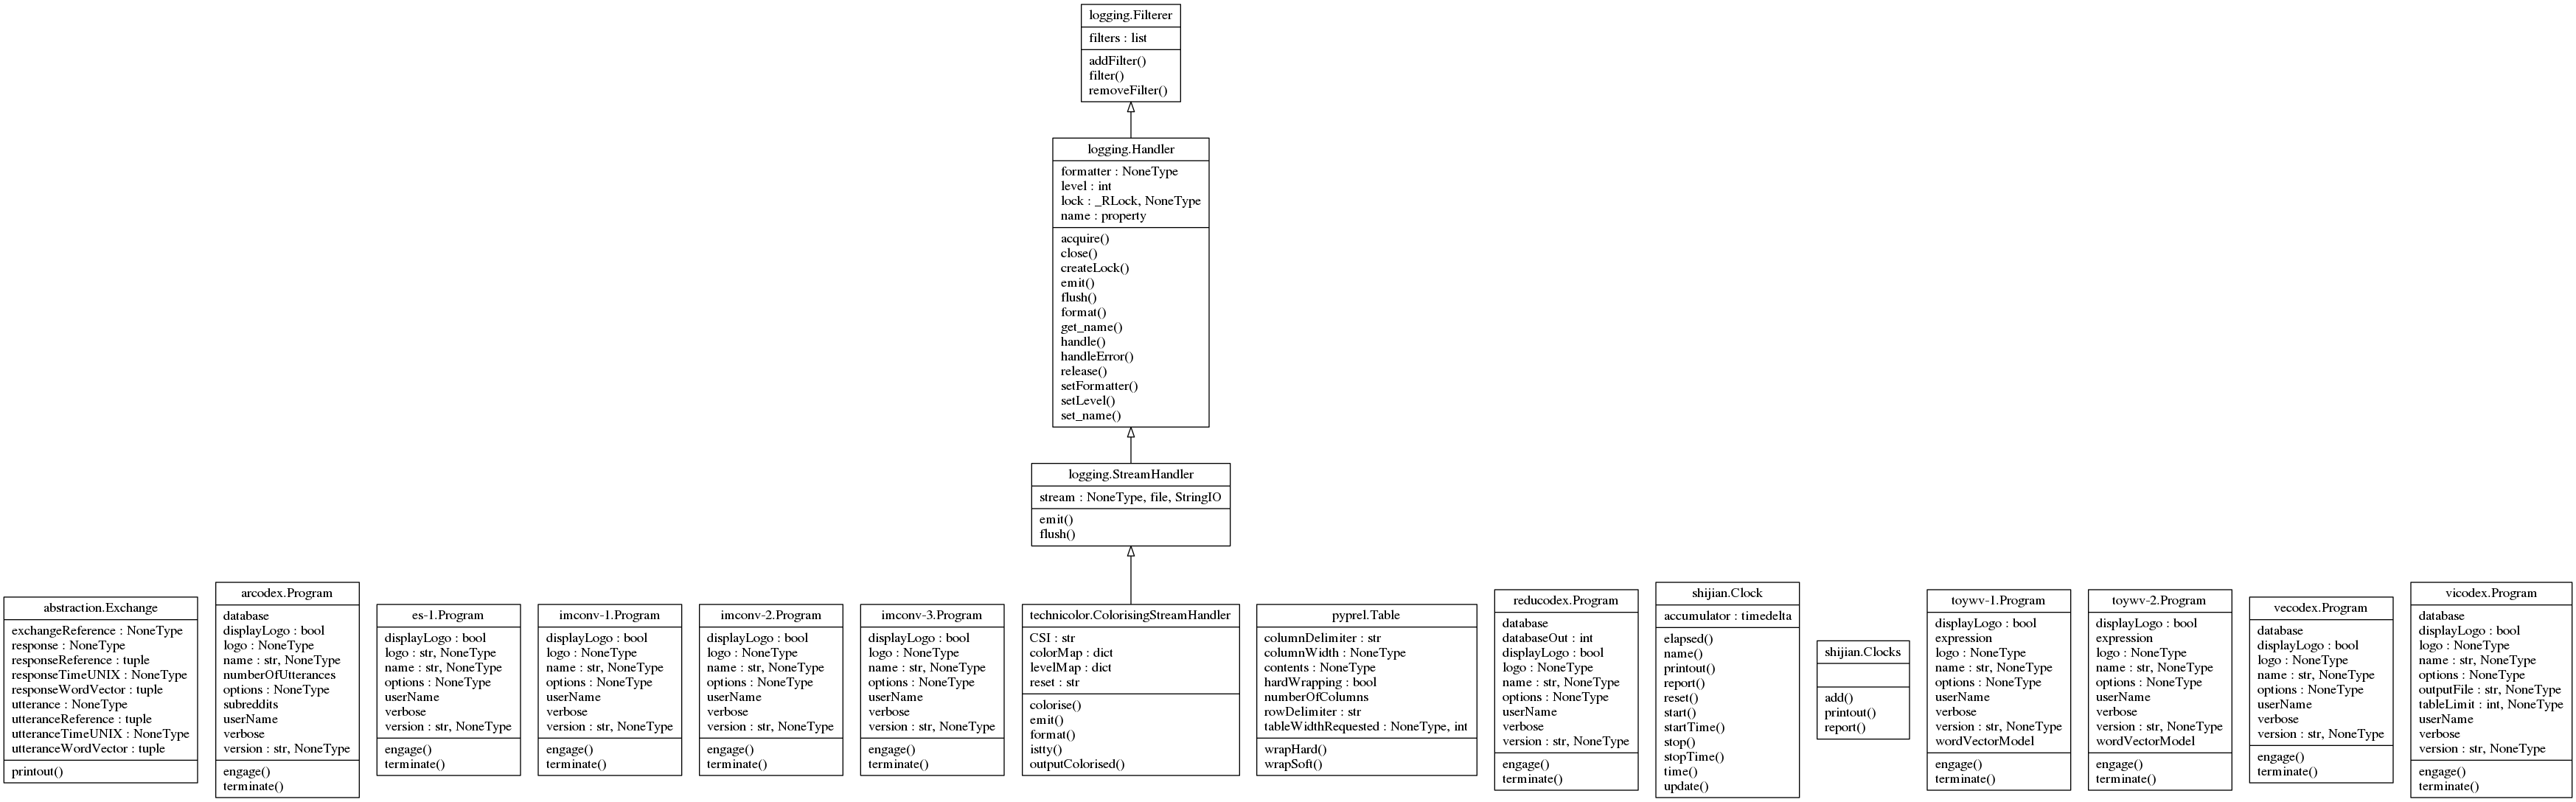 logging.Filterer
filters : list
addFilter()
filter()
removeFilter()
logging.Handler
formatter : NoneType
level : int
lock : _RLock, NoneType
name : property
acquire()
close()
createLock()
emit()
flush()
format()
get_name()
handle()
handleError()
release()
setFormatter()
setLevel()
set_name()
logging.StreamHandler
stream : NoneType, file, StringIO
emit()
flush()
abstraction.Exchange
exchangeReference : NoneType
response : NoneType
responseReference : tuple
responseTimeUNIX : NoneType
responseWordVector : tuple
utterance : NoneType
utteranceReference : tuple
utteranceTimeUNIX : NoneType
utteranceWordVector : tuple
printout()
arcodex.Program
database
displayLogo : bool
logo : NoneType
name : str, NoneType
numberOfUtterances
options : NoneType
subreddits
userName
verbose
version : str, NoneType
engage()
terminate()
es-1.Program
displayLogo : bool
logo : str, NoneType
name : str, NoneType
options : NoneType
userName
verbose
version : str, NoneType
engage()
terminate()
imconv-1.Program
displayLogo : bool
logo : NoneType
name : str, NoneType
options : NoneType
userName
verbose
version : str, NoneType
engage()
terminate()
imconv-2.Program
displayLogo : bool
logo : NoneType
name : str, NoneType
options : NoneType
userName
verbose
version : str, NoneType
engage()
terminate()
imconv-3.Program
displayLogo : bool
logo : NoneType
name : str, NoneType
options : NoneType
userName
verbose
version : str, NoneType
engage()
terminate()
technicolor.ColorisingStreamHandler
CSI : str
colorMap : dict
levelMap : dict
reset : str
colorise()
emit()
format()
istty()
outputColorised()
pyprel.Table
columnDelimiter : str
columnWidth : NoneType
contents : NoneType
hardWrapping : bool
numberOfColumns
rowDelimiter : str
tableWidthRequested : NoneType, int
wrapHard()
wrapSoft()
reducodex.Program
database
databaseOut : int
displayLogo : bool
logo : NoneType
name : str, NoneType
options : NoneType
userName
verbose
version : str, NoneType
engage()
terminate()
shijian.Clock
accumulator : timedelta
elapsed()
name()
printout()
report()
reset()
start()
startTime()
stop()
stopTime()
time()
update()
shijian.Clocks
add()
printout()
report()
toywv-1.Program
displayLogo : bool
expression
logo : NoneType
name : str, NoneType
options : NoneType
userName
verbose
version : str, NoneType
wordVectorModel
engage()
terminate()
toywv-2.Program
displayLogo : bool
expression
logo : NoneType
name : str, NoneType
options : NoneType
userName
verbose
version : str, NoneType
wordVectorModel
engage()
terminate()
vecodex.Program
database
displayLogo : bool
logo : NoneType
name : str, NoneType
options : NoneType
userName
verbose
version : str, NoneType
engage()
terminate()
vicodex.Program
database
displayLogo : bool
logo : NoneType
name : str, NoneType
options : NoneType
outputFile : str, NoneType
tableLimit : int, NoneType
userName
verbose
version : str, NoneType
engage()
terminate()